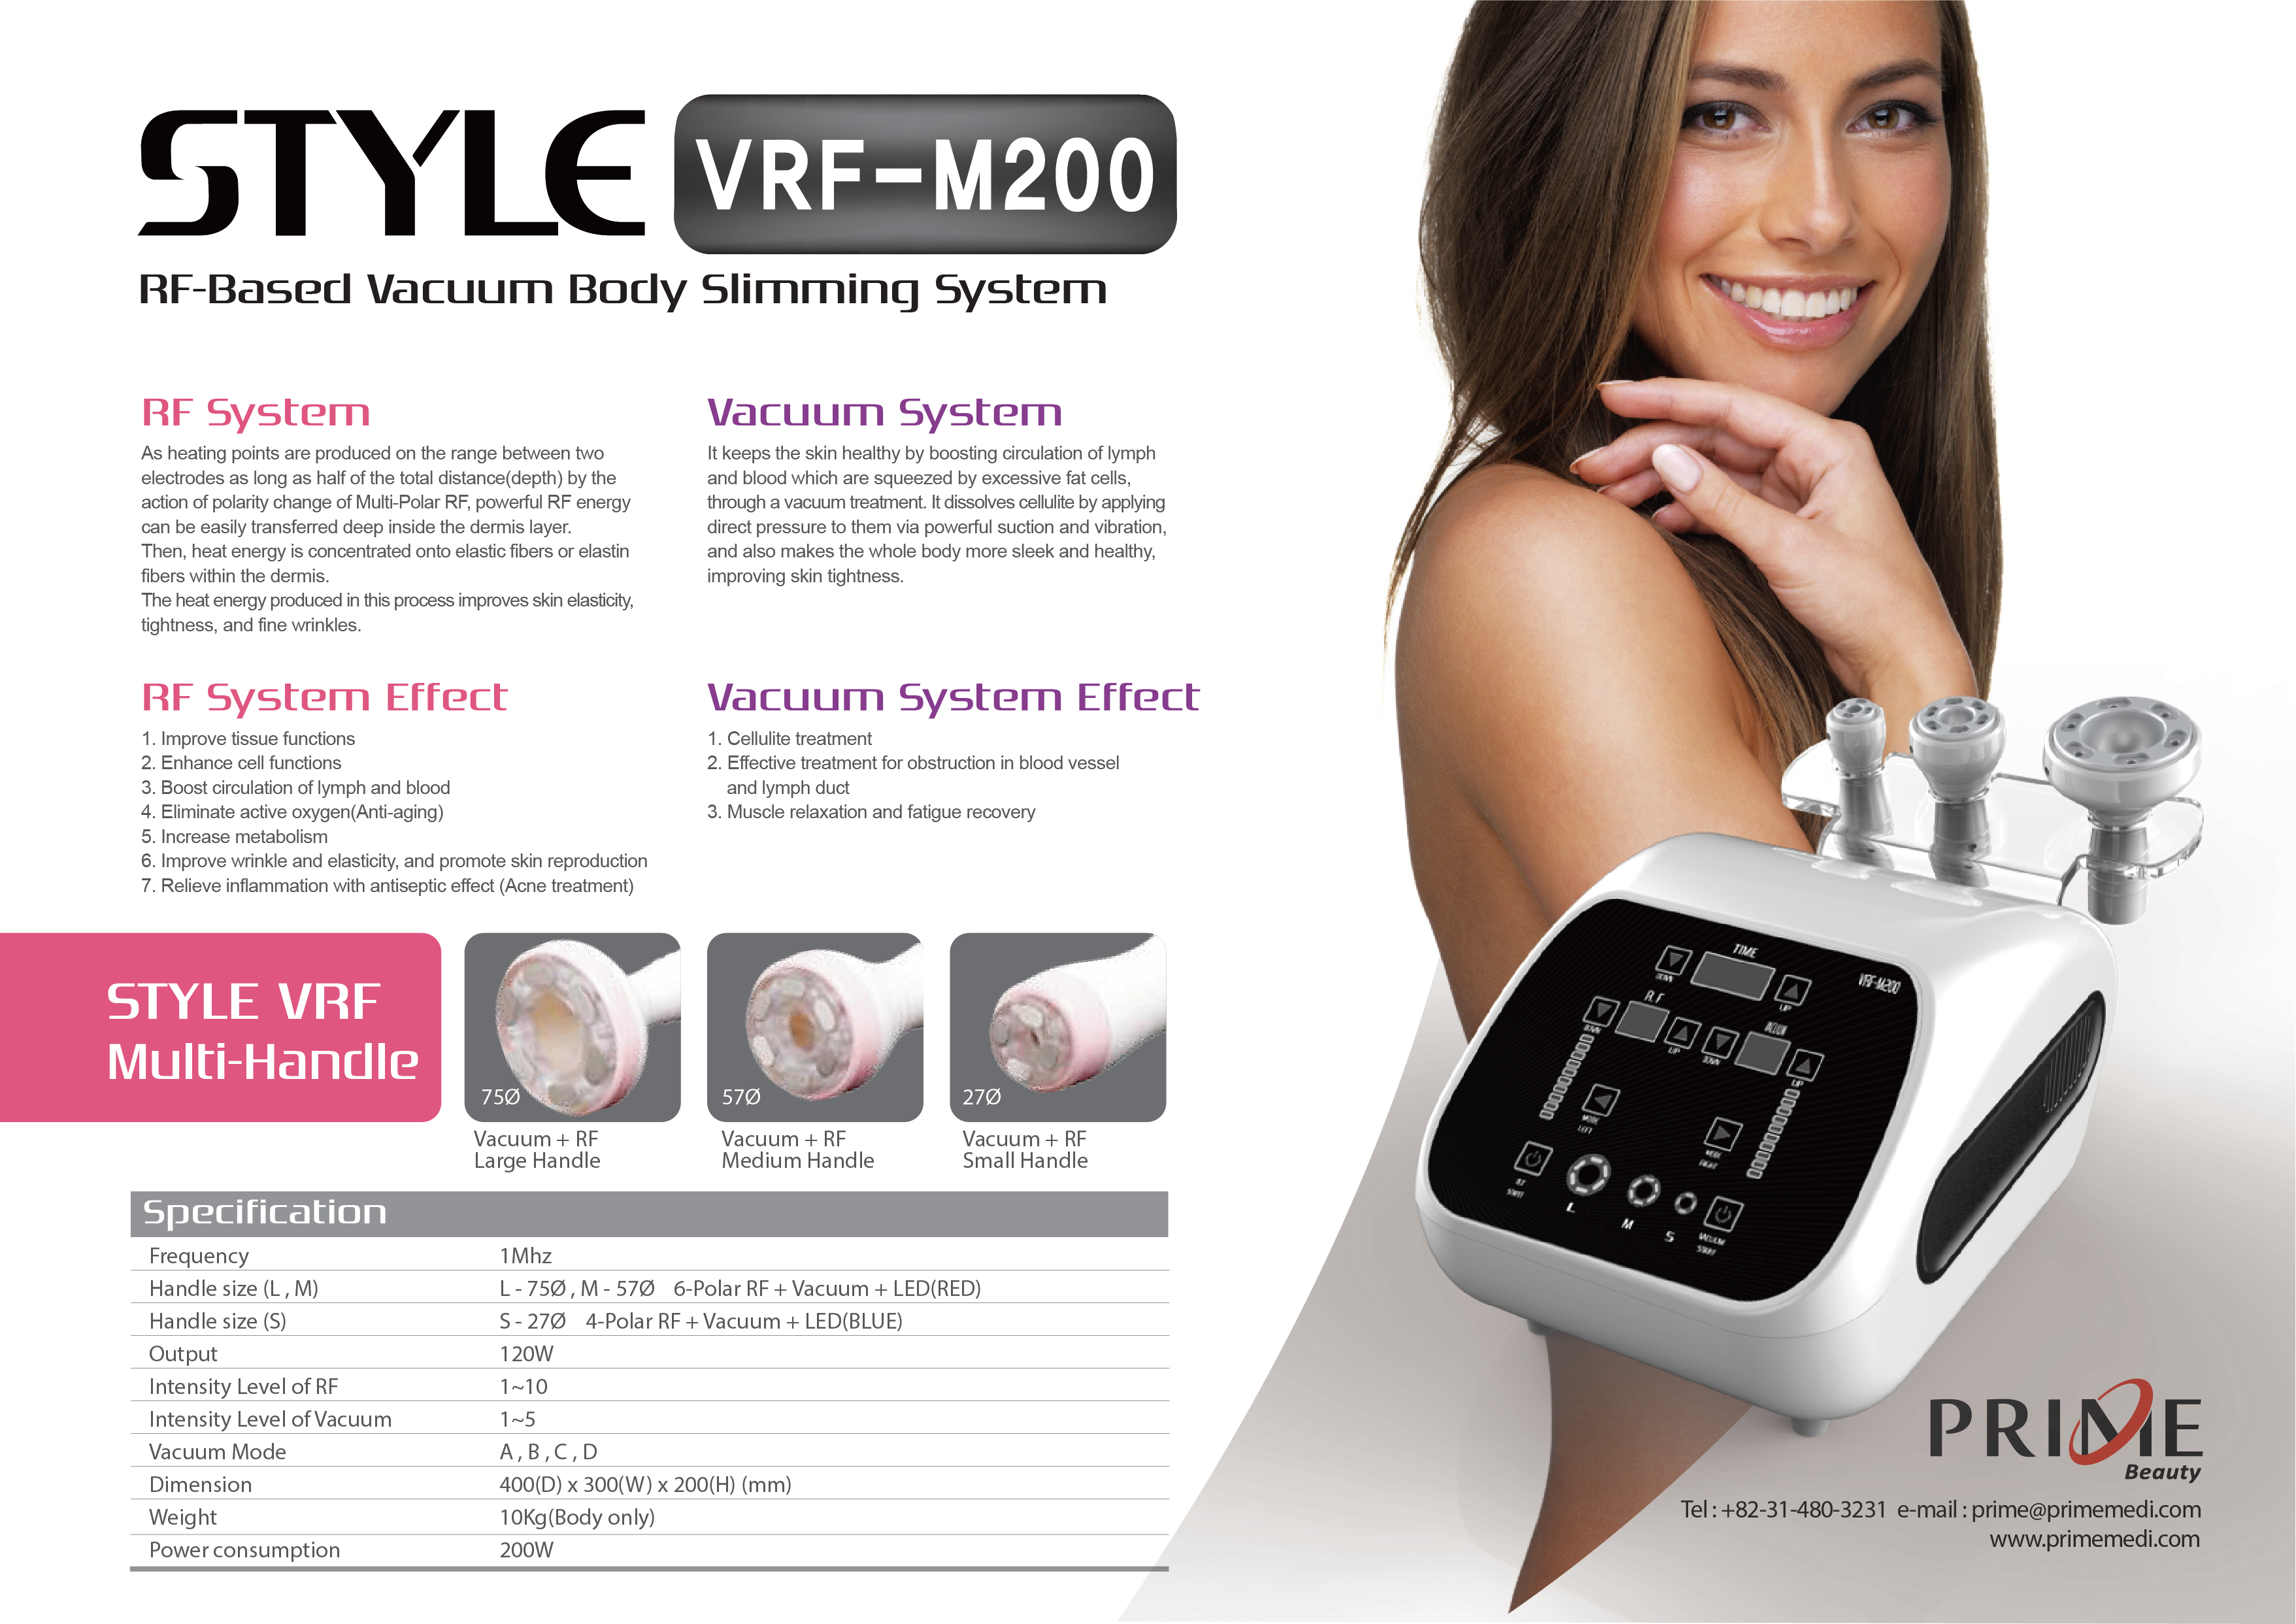 STYLE VRF-M200
RF-Based Vacuum Body Slimming System
RF System
As heating points are produced on the range between two
electrodes as long as half of the total distance(depth) by the
action of polarity change of Multi-Polar RF, powerful RF energy
can be easily transferred deep inside the dermis layer.
Then, heat energy is concentrated onto elastic fibers or elastin
fibers within the dermis.
The heat energy produced in this process improves skin elasticity,
tightness, and fine wrinkles.
Vacuum System
It keeps the skin healthy by boosting circulation of lymph
and blood which are squeezed by excessive fat cells,
through a vacuum treatment. It dissolves cellulite by applying
direct pressure to them via powerful suction and vibration,
and also makes the whole body more sleek and healthy,
improving skin tightness.
RF System Effect
1. Improve tissue functions
2. Enhance cell functions
3. Boost circulation of lymph and blood
4. Eliminate active oxygen(Anti-aging)
5. Increase metabolism
6. Improve wrinkle and elasticity, and promote skin reproduction
7. Relieve inflammation with antiseptic effect (Acne treatment)
Vacuum System Effect
1. Cellulite treatment
2. Effective treatment for obstruction in blood vessel
and lymph duct
3. Muscle relaxation and fatigue recovery
STYLE VRF
Multi-Handle
75Ø
Vacuum + RF
Large Handle
57Ø
Vacuum + RF
Medium Handle
27Ø
Vacuum + RF
Small Handle
Specification
Frequency 1Mhz
Handle size (L , M) L - 75Ø , M - 57Ø 6-Polar RF + Vacuum + LED(RED)
Handle size (S) S - 27Ø 4-Polar RF + Vacuum + LED(BLUE)
Output 120W
Intensity Level of RF 1~10
Intensity Level of Vacuum 1~5
Vacuum Mode A , B , C , D
Dimension 400(D) x 300(W) x 200(H) (mm)
Weight 10Kg(Body only)
Power consumption 200W
TIME
DOWN
UP
VRF-M200
RF
DOWN
UP
VACUUM
DOWN
UP
MODE
LEFT
MODE
RIGHT
RF
START
L
M
S
VACUUM
START
PRIME
Beauty
Tel : +82-31-480-3231 e-mail : prime@primemedi.com
www.primemedi.com